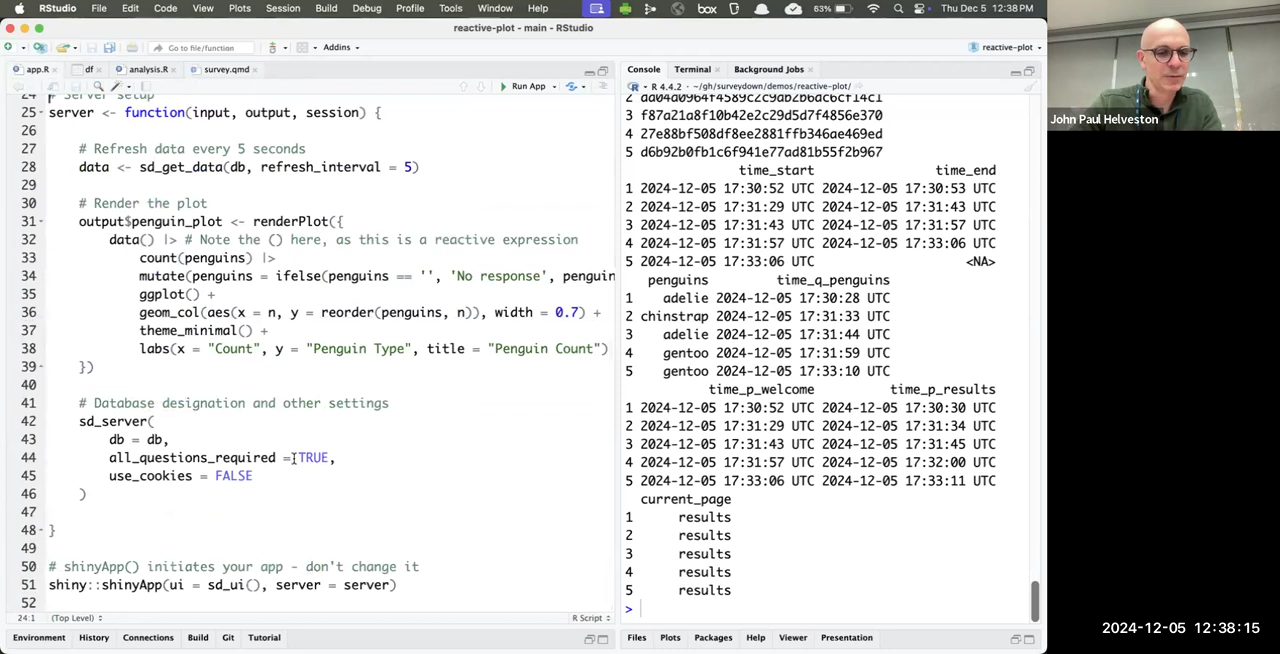 RStudio File Edit Code View Plots Session Build Debug Profile Tools Window Help box 63% Thu Dec 5 12:38 PM
reactive-plot - main - RStudio
Go to file/function Addins reactive-plot
app.R df analysis.R survey.qmd
Run App
24 # Server setup
25 server <- function(input, output, session) {
26
27 # Refresh data every 5 seconds
28 data <- sd_get_data(db, refresh_interval = 5)
29
30 # Render the plot
31 output$penguin_plot <- renderPlot({
32 data() |> # Note the () here, as this is a reactive expression
33 count(penguins) |>
34 mutate(penguins = ifelse(penguins == '', 'No response', penguin
35 ggplot() +
36 geom_col(aes(x = n, y = reorder(penguins, n)), width = 0.7) +
37 theme_minimal() +
38 labs(x = "Count", y = "Penguin Type", title = "Penguin Count")
39 })
40
41 # Database designation and other settings
42 sd_server(
43 db = db,
44 all_questions_required = TRUE,
45 use_cookies = FALSE
46 )
47
48 }
49
50 # shinyApp() initiates your app - don't change it
51 shiny::shinyApp(ui = sd_ui(), server = server)
52
24:1 (Top Level) R Script
Environment History Connections Build Git Tutorial
Console Terminal Background Jobs
R 4.4.2 · ~/gh/surveydown/demos/reactive-plot/
2 dd04d0964f4589c2c9ab2b6dc6cf14c1
3 f87a21a8f10b42e2c29d5d7f4856e370
4 27e88bf508df8ee2881ffb346ae469ed
5 d6b92b0fb1c6f941e77ad81b55f2b967
time_start time_end
1 2024-12-05 17:30:52 UTC 2024-12-05 17:30:53 UTC
2 2024-12-05 17:31:29 UTC 2024-12-05 17:31:43 UTC
3 2024-12-05 17:31:43 UTC 2024-12-05 17:31:57 UTC
4 2024-12-05 17:31:57 UTC 2024-12-05 17:33:06 UTC
5 2024-12-05 17:33:06 UTC <NA>
penguins time_q_penguins
1 adelie 2024-12-05 17:30:28 UTC
2 chinstrap 2024-12-05 17:31:33 UTC
3 adelie 2024-12-05 17:31:44 UTC
4 gentoo 2024-12-05 17:31:59 UTC
5 gentoo 2024-12-05 17:33:10 UTC
time_p_welcome time_p_results
1 2024-12-05 17:30:52 UTC 2024-12-05 17:30:30 UTC
2 2024-12-05 17:31:29 UTC 2024-12-05 17:31:34 UTC
3 2024-12-05 17:31:43 UTC 2024-12-05 17:31:45 UTC
4 2024-12-05 17:31:57 UTC 2024-12-05 17:32:00 UTC
5 2024-12-05 17:33:06 UTC 2024-12-05 17:33:11 UTC
current_page
1 results
2 results
3 results
4 results
5 results
>
Files Plots Packages Help Viewer Presentation
John Paul Helveston
2024-12-05 12:38:15